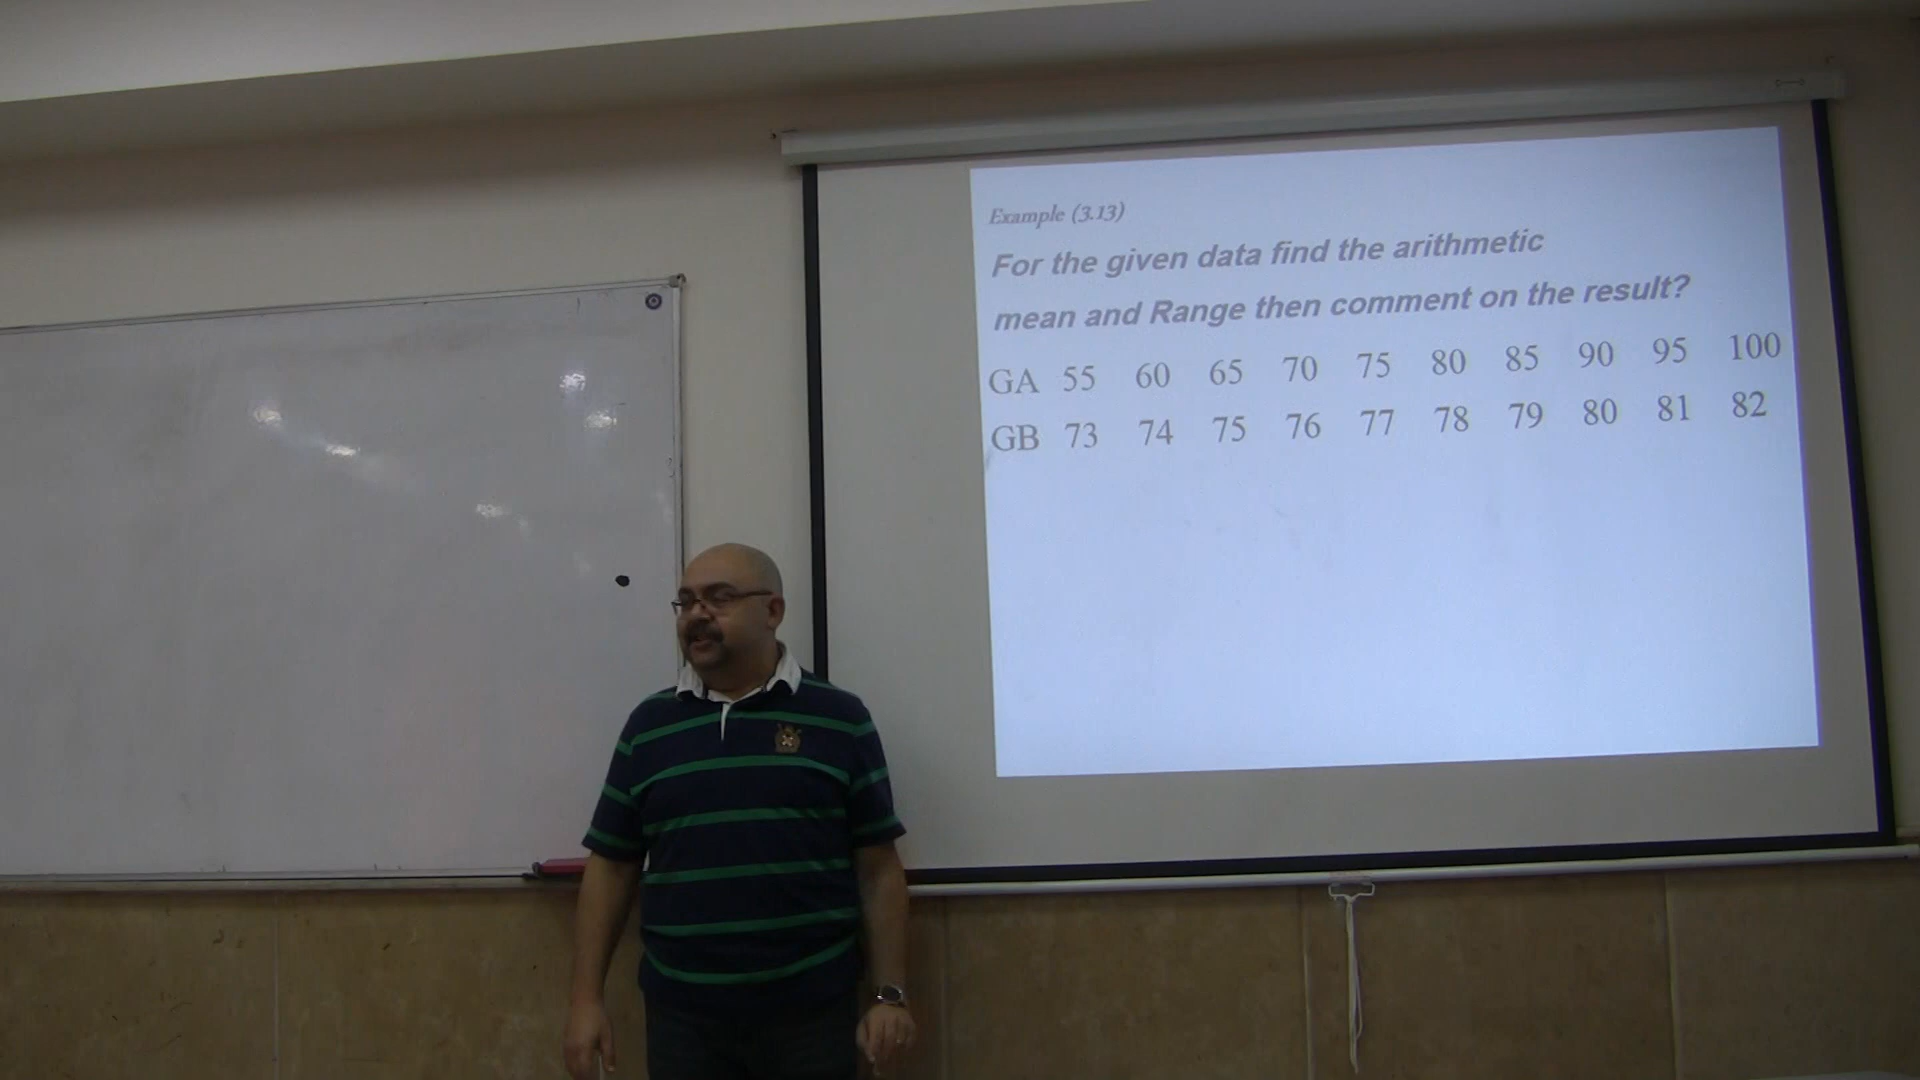 Example (3.13)
For the given data find the arithmetic
mean and Range then comment on the result?
GA 55 60 65 70 75 80 85 90 95 100
GB 73 74 75 76 77 78 79 80 81 82